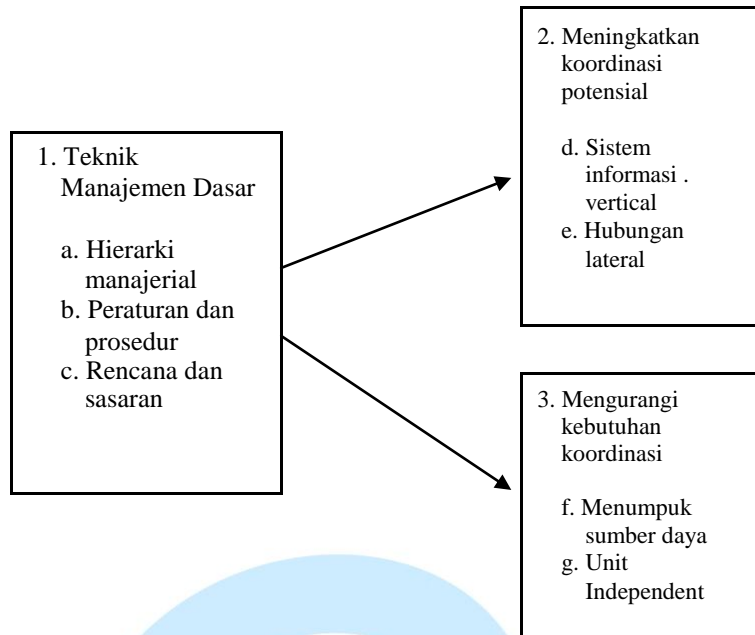 1. Teknik
Manajemen Dasar
a. Hierarki
manajerial
b. Peraturan dan
prosedur
c. Rencana dan
sasaran
2. Meningkatkan
koordinasi
potensial
d. Sistem
informasi .
vertical
e. Hubungan
lateral
3. Mengurangi
kebutuhan
koordinasi
f. Menumpuk
sumber daya
g. Unit
Independent